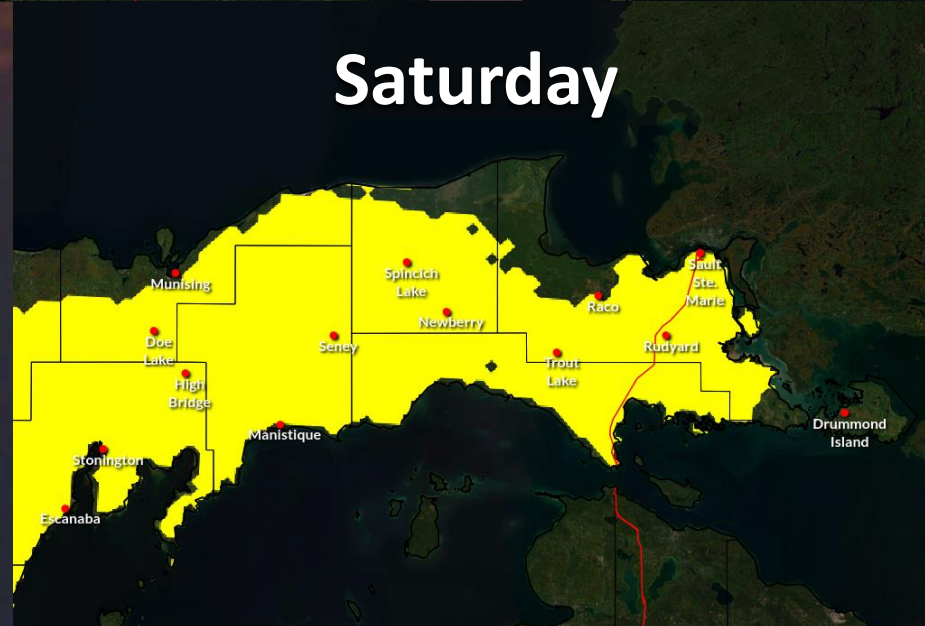 Saturday
Munising
Spincich
Lake
Sault
Ste.
Marie
Raco
Newberry
Doe
Lake
Seney
Rudyard
Trout
Lake
High
Bridge
Manistique
Drummond
Island
Stonington
Escanaba